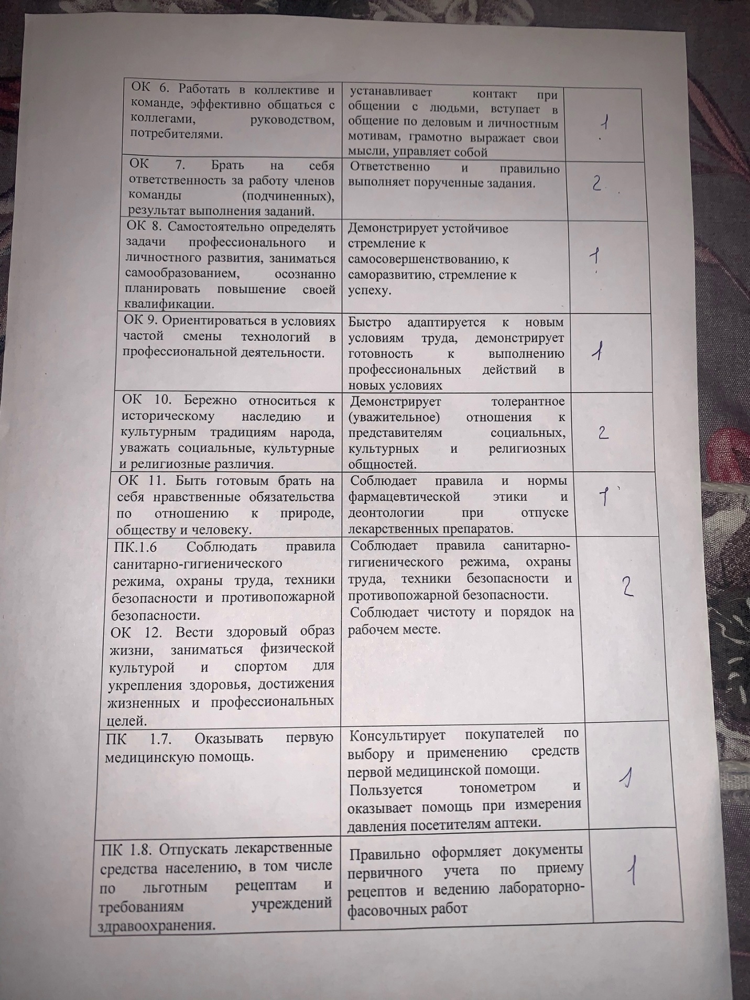 ОК 6. Работать в коллективе и
команде, эффективно общаться с
коллегами, руководством,
потребителями.
устанавливает контакт при
общении с людьми, вступает в
общение по деловым и личностным
мотивам, грамотно выражает свои
мысли, управляет собой
1
ОК 7. Брать на себя
ответственность за работу членов
команды (подчиненных),
результат выполнения заданий.
Ответственно и правильно
выполняет порученные задания.
2
ОК 8. Самостоятельно определять
задачи профессионального и
личностного развития, заниматься
самообразованием, осознанно
планировать повышение своей
квалификации.
Демонстрирует устойчивое
стремление к
самосовершенствованию, к
саморазвитию, стремление к
успеху.
1
ОК 9. Ориентироваться в условиях
частой смены технологий в
профессиональной деятельности.
Быстро адаптируется к новым
условиям труда, демонстрирует
готовность к выполнению
профессиональных действий в
новых условиях
1
ОК 10. Бережно относиться к
историческому наследию и
культурным традициям народа,
уважать социальные, культурные
и религиозные различия.
Демонстрирует толерантное
(уважительное) отношения к
представителям социальных,
культурных и религиозных
общностей.
2
ОК 11. Быть готовым брать на
себя нравственные обязательства
по отношению к природе,
обществу и человеку.
Соблюдает правила и нормы
фармацевтической этики и
деонтологии при отпуске
лекарственных препаратов.
1
ПК.1.6 Соблюдать правила
санитарно-гигиенического
режима, охраны труда, техники
безопасности и противопожарной
безопасности.
ОК 12. Вести здоровый образ
жизни, заниматься физической
культурой и спортом для
укрепления здоровья, достижения
жизненных и профессиональных
целей.
Соблюдает правила санитарно-
гигиенического режима, охраны
труда, техники безопасности и
противопожарной безопасности.
Соблюдает чистоту и порядок на
рабочем месте.
2
ПК 1.7. Оказывать первую
медицинскую помощь.
Консультирует покупателей по
выбору и применению средств
первой медицинской помощи.
Пользуется тонометром и
оказывает помощь при измерения
давления посетителям аптеки.
1
ПК 1.8. Отпускать лекарственные
средства населению, в том числе
по льготным рецептам и
требованиям учреждений
здравоохранения.
Правильно оформляет документы
первичного учета по приему
рецептов и ведению лабораторно-
фасовочных работ
1